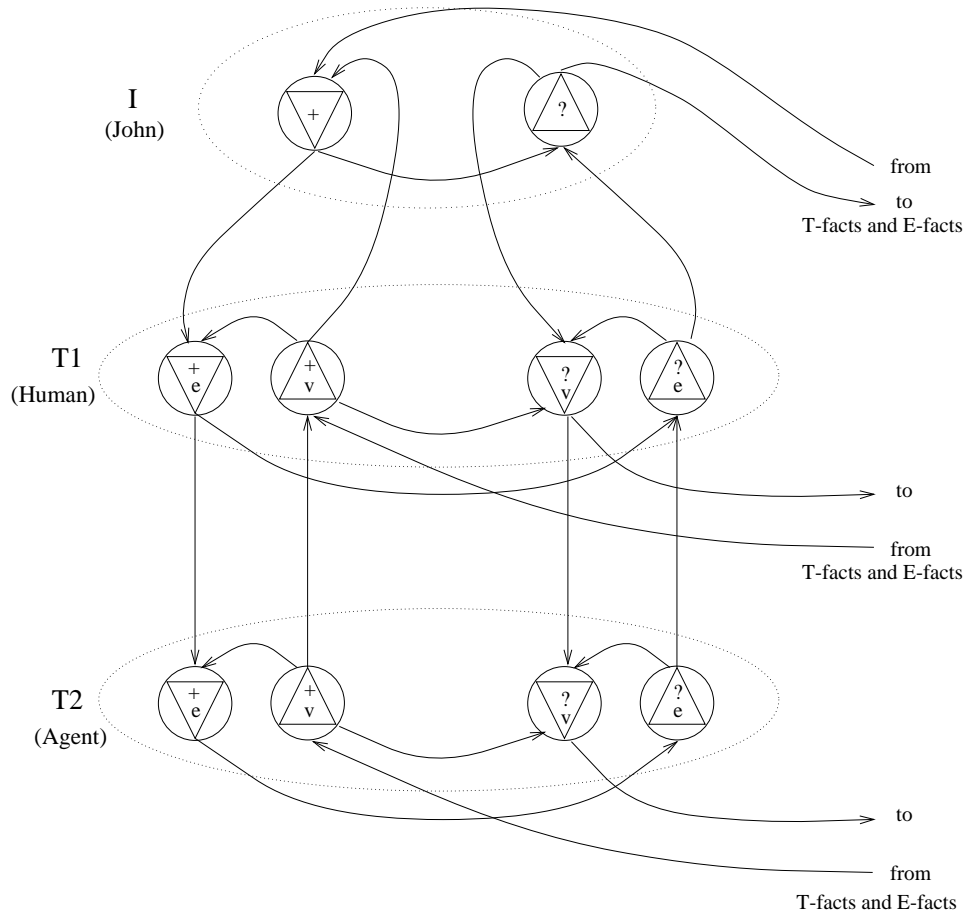 I
(John)
+
?
from
to
T-facts and E-facts
T1
(Human)
+
e
+
v
?
v
?
e
to
from
T-facts and E-facts
T2
(Agent)
+
e
+
v
?
v
?
e
to
from
T-facts and E-facts